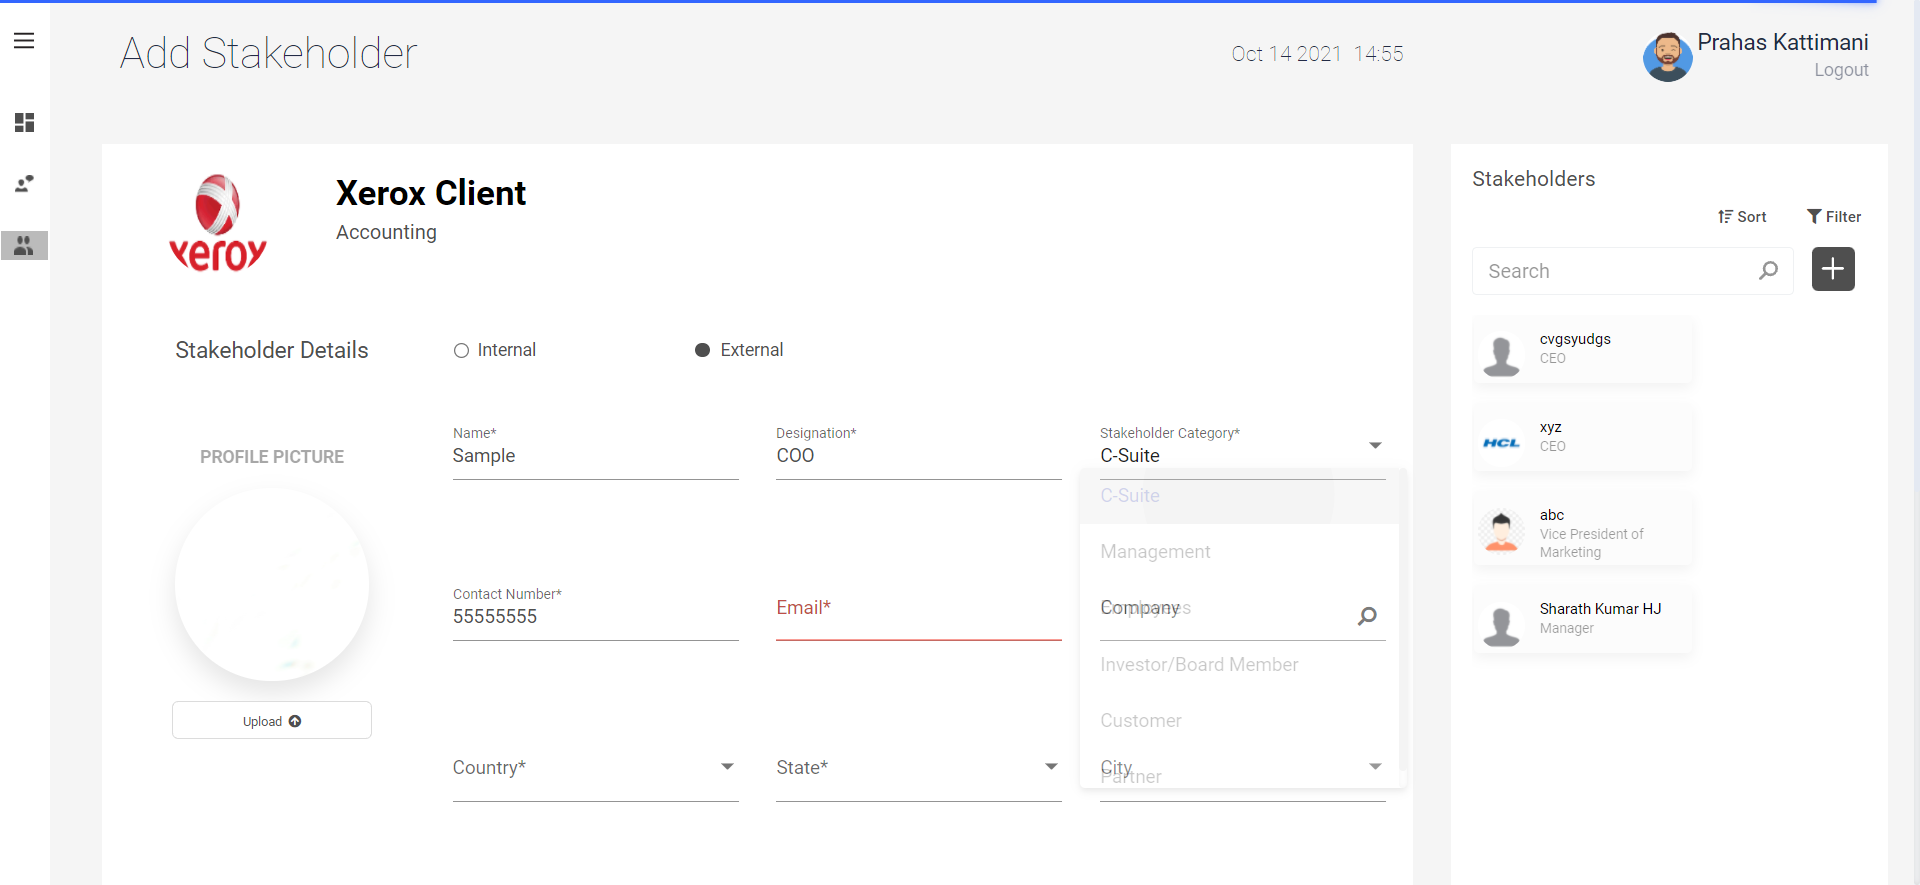 Add Stakeholder
Oct 14 2021 14:55
Prahas Kattimani
Logout
xeroy
Xerox Client
Accounting
Stakeholder Details
Internal
External
PROFILE PICTURE
Upload
Name*
Sample
Designation*
COO
Stakeholder Category*
C-Suite
C-Suite
Management
Employees
Investor/Board Member
Customer
Partner
Contact Number*
55555555
Email*
Company
Country*
State*
City
Stakeholders
Sort
Filter
Search
cvgsyudgs
CEO
HCL
xyz
CEO
abc
Vice President of
Marketing
Sharath Kumar HJ
Manager